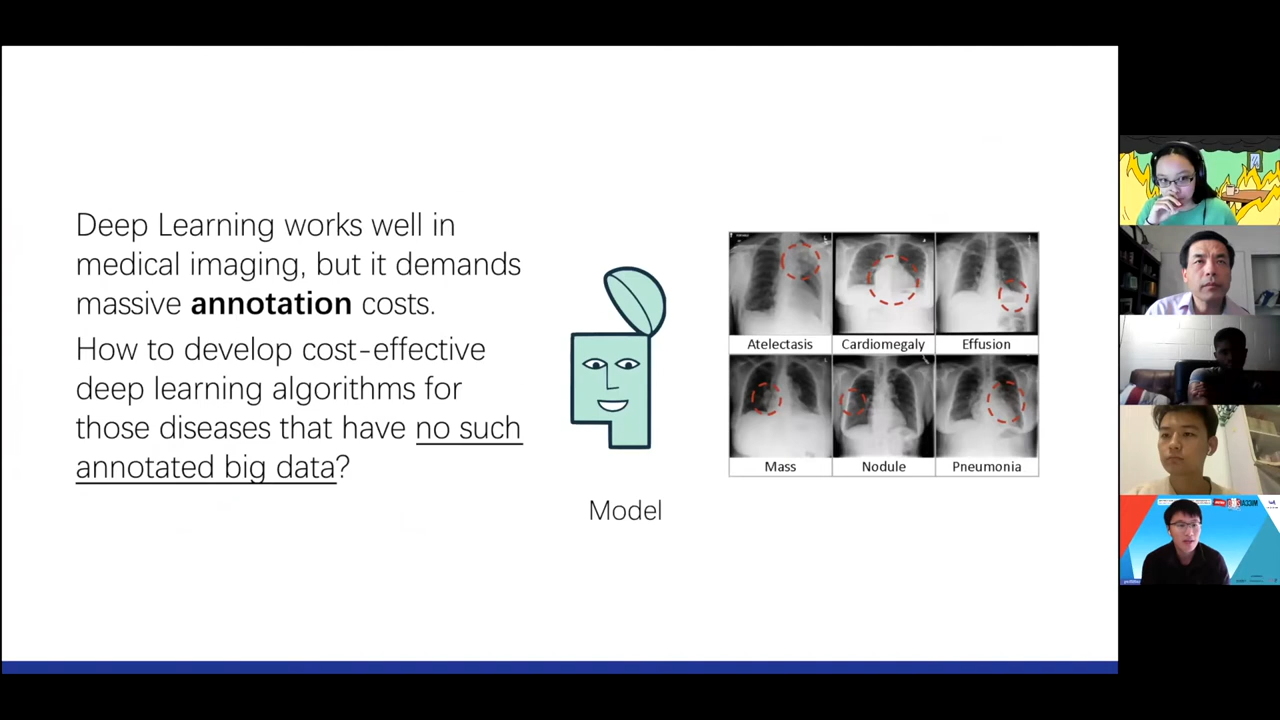 Deep Learning works well in
medical imaging, but it demands
massive annotation costs.
How to develop cost-effective
deep learning algorithms for
those diseases that have no such
annotated big data?
Model
Atelectasis
Cardiomegaly
Effusion
Mass
Nodule
Pneumonia